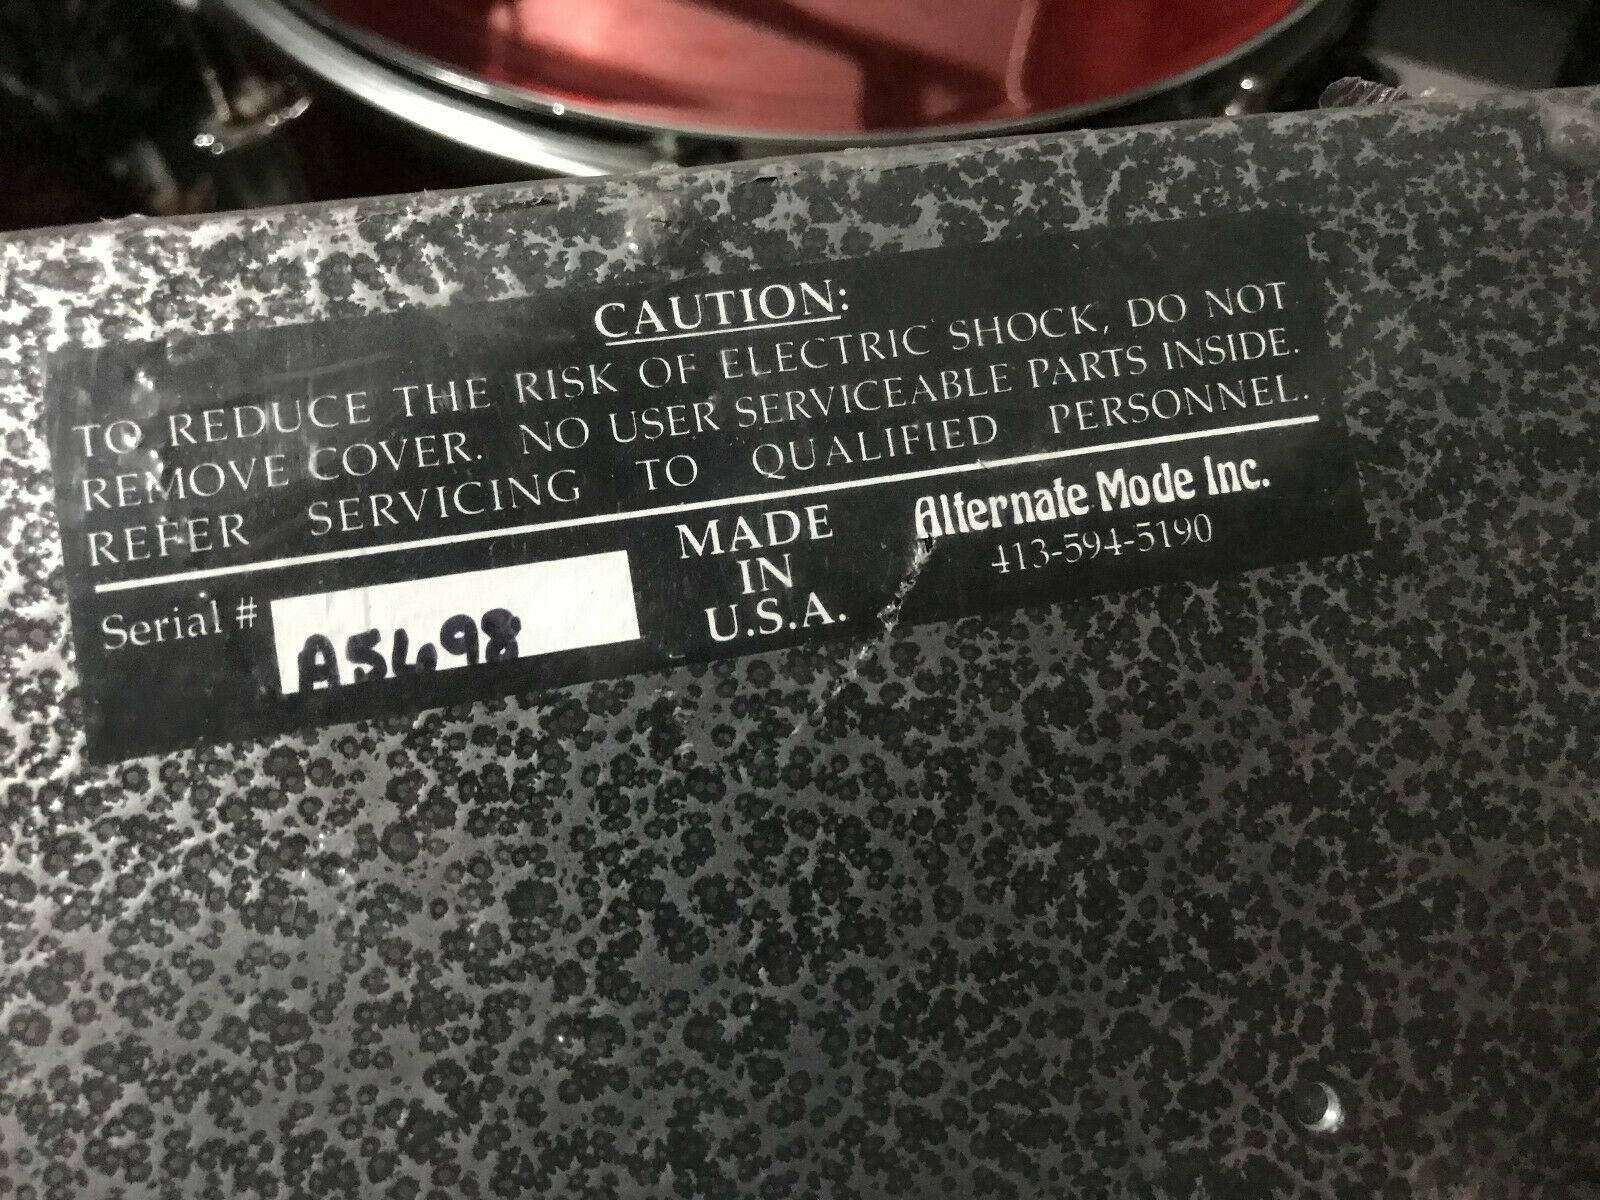 CAUTION:
TO REDUCE THE RISK OF ELECTRIC SHOCK, DO NOT
REMOVE COVER. NO USER SERVICEABLE PARTS INSIDE.
REFER SERVICING TO QUALIFIED PERSONNEL.
Serial # A5498
MADE
IN
U.S.A.
Alternate Mode Inc.
413-594-5190